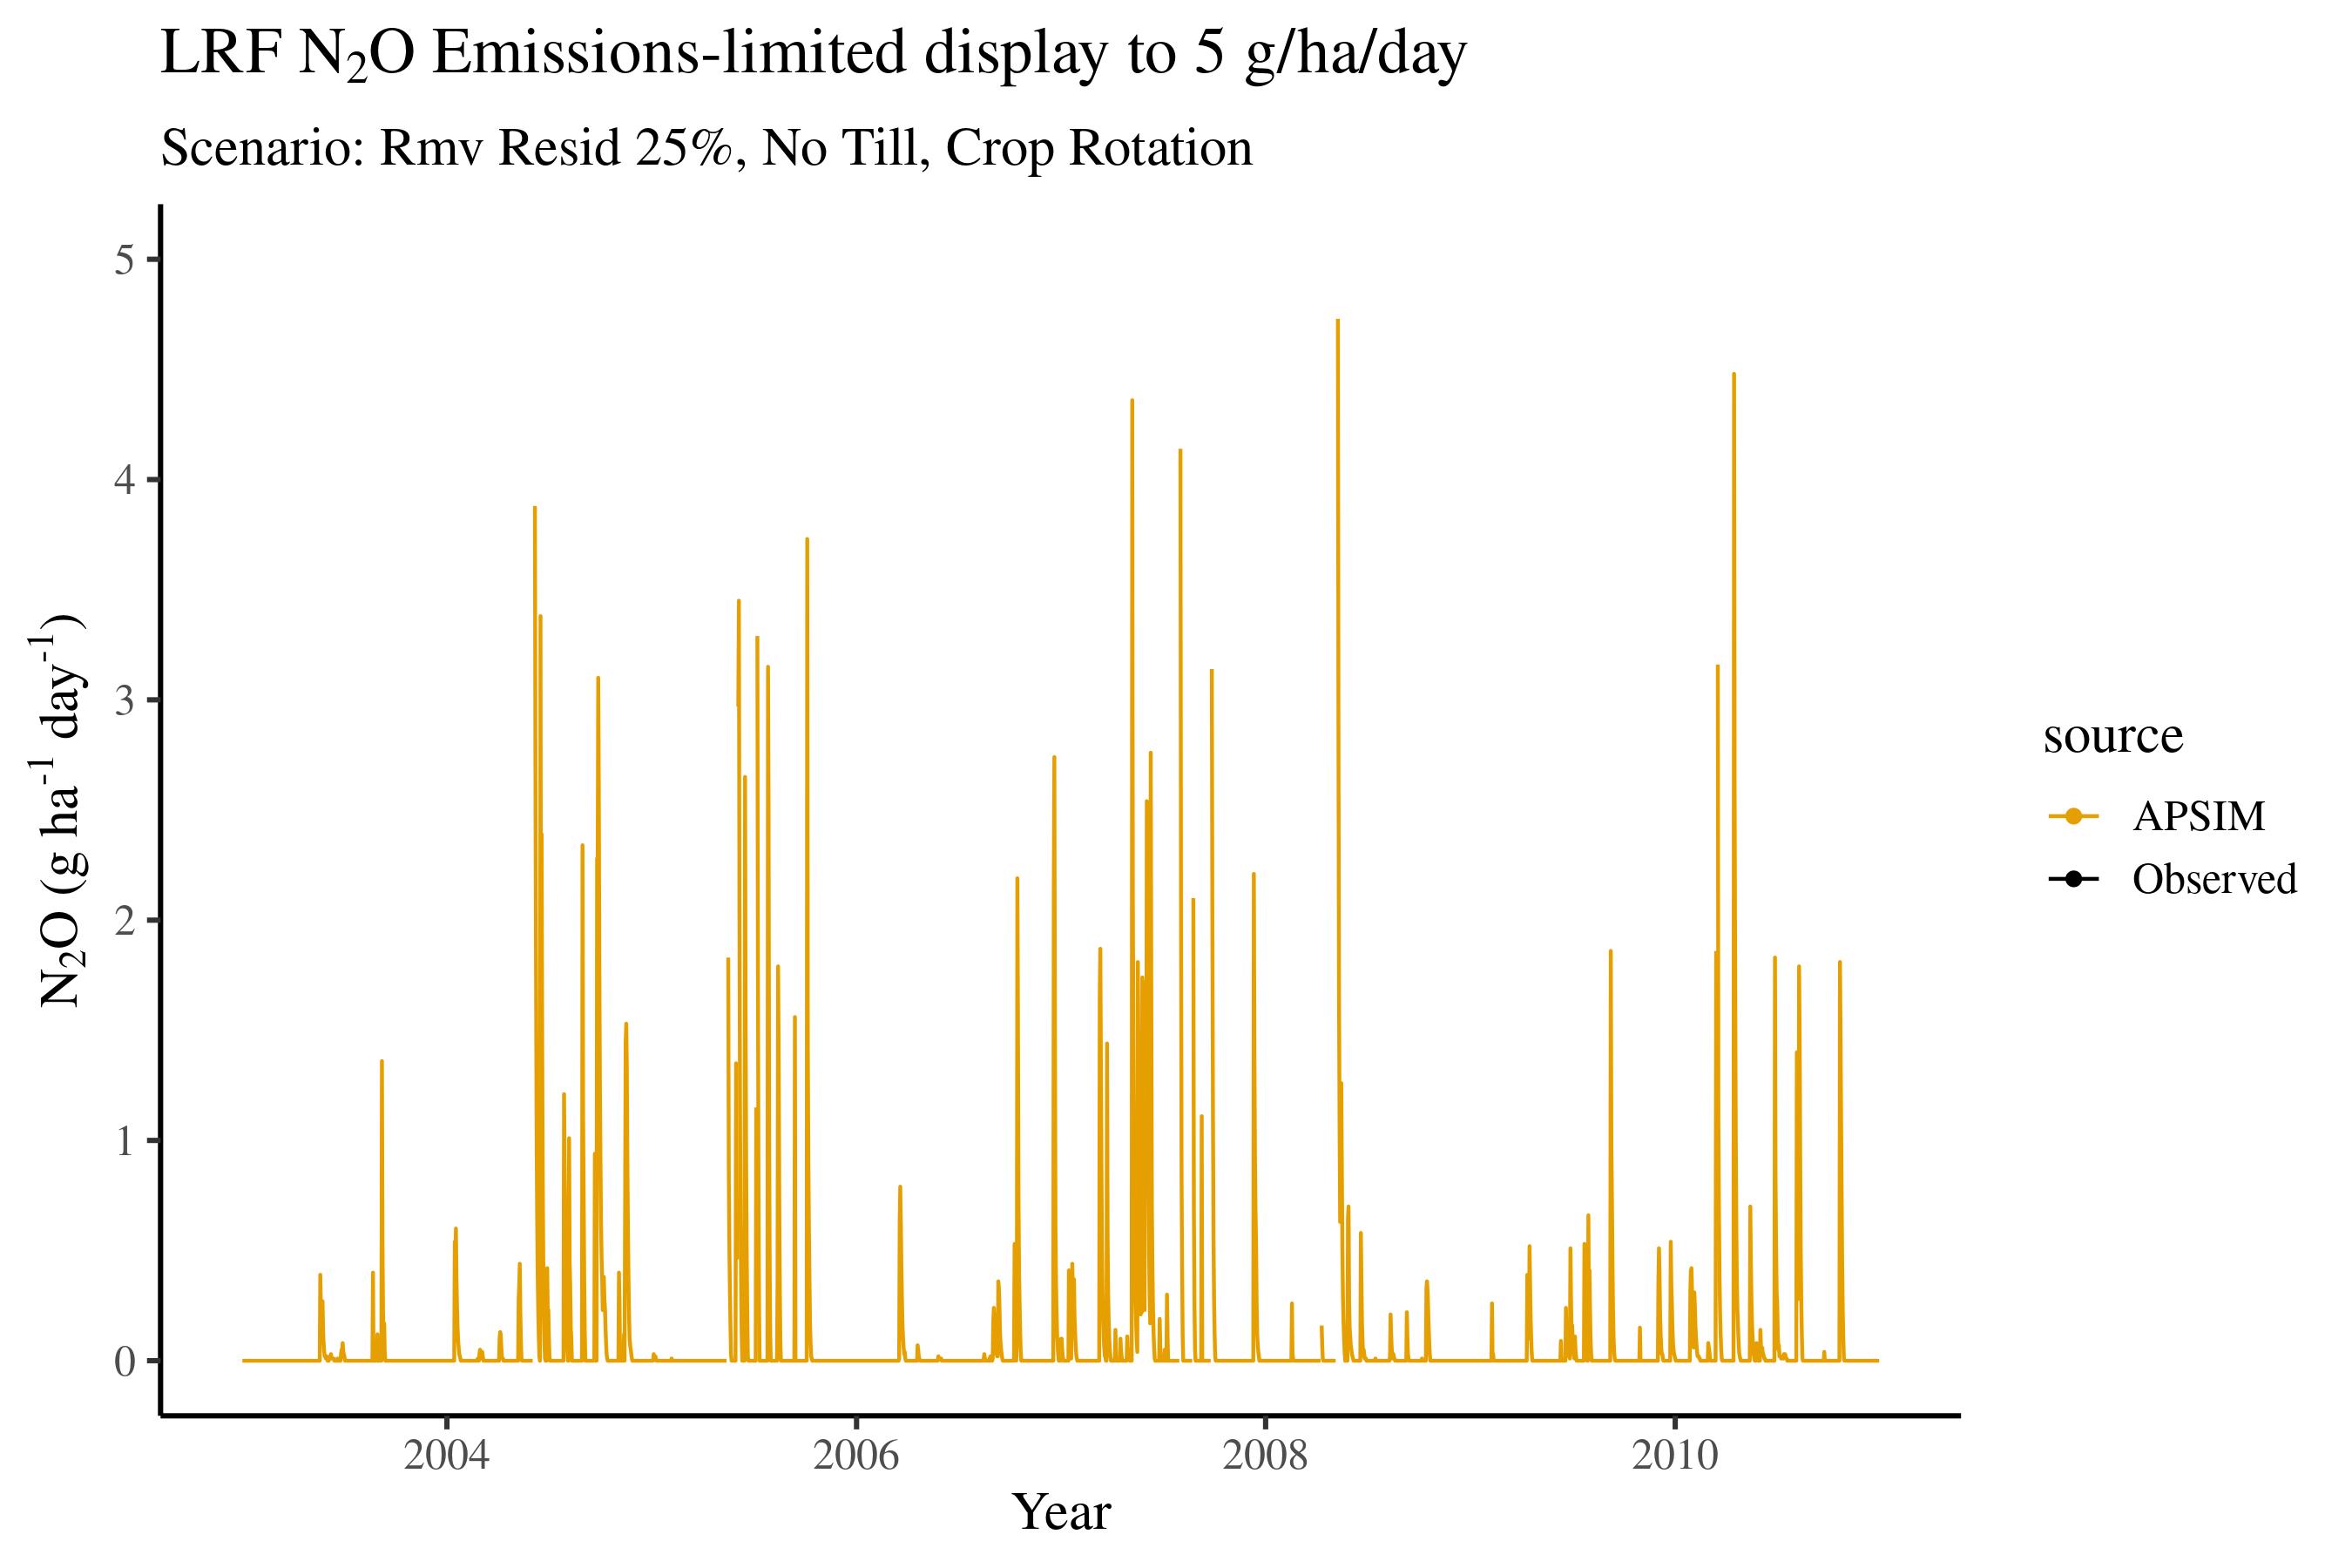 LRF N₂O Emissions-limited display to 5 g/ha/day
Scenario: Rmv Resid 25%, No Till, Crop Rotation
N₂O (g ha⁻¹ day⁻¹)
5
4
3
2
1
0
2004 2006 2008 2010
Year
source
APSIM
Observed